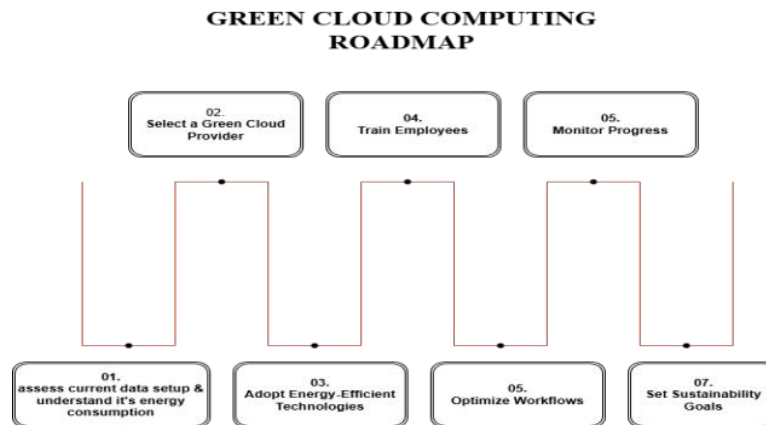 GREEN CLOUD COMPUTING
ROADMAP
02.
Select a Green Cloud
Provider
04.
Train Employees
05.
Monitor Progress
01.
assess current data setup &
understand it's energy
consumption
03.
Adopt Energy-Efficient
Technologies
05.
Optimize Workflows
07.
Set Sustainability
Goals